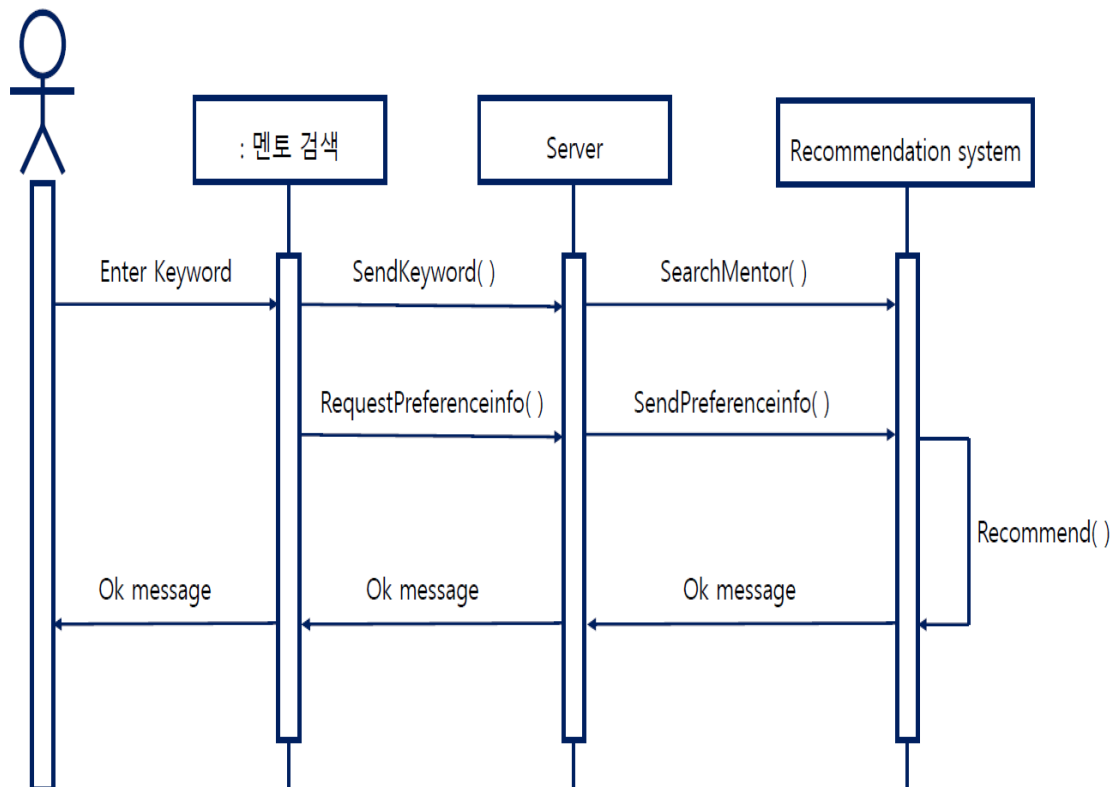 : 멘토 검색
Server
Recommendation system
Enter Keyword
SendKeyword( )
SearchMentor( )
RequestPreferenceinfo( )
SendPreferenceinfo( )
Recommend( )
Ok message
Ok message
Ok message